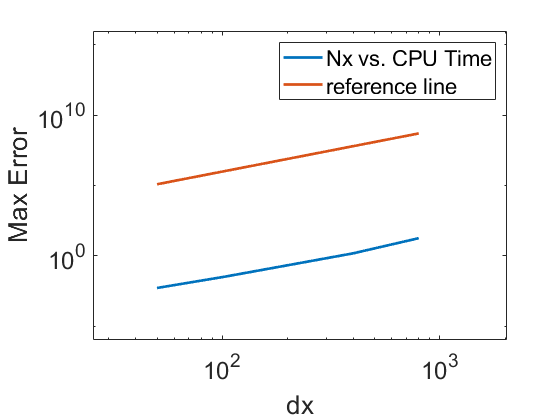 Nx vs. CPU Time
reference line
10^10
10^0
Max Error
10^2
10^3
dx